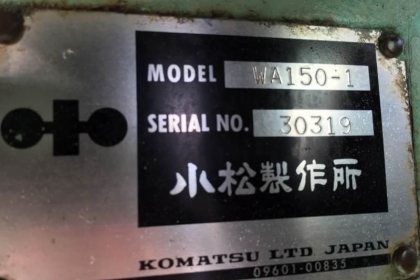 MODEL WA150-1
SERIAL NO. 30319
小松製作所
KOMATSU LTD JAPAN
09601-00835